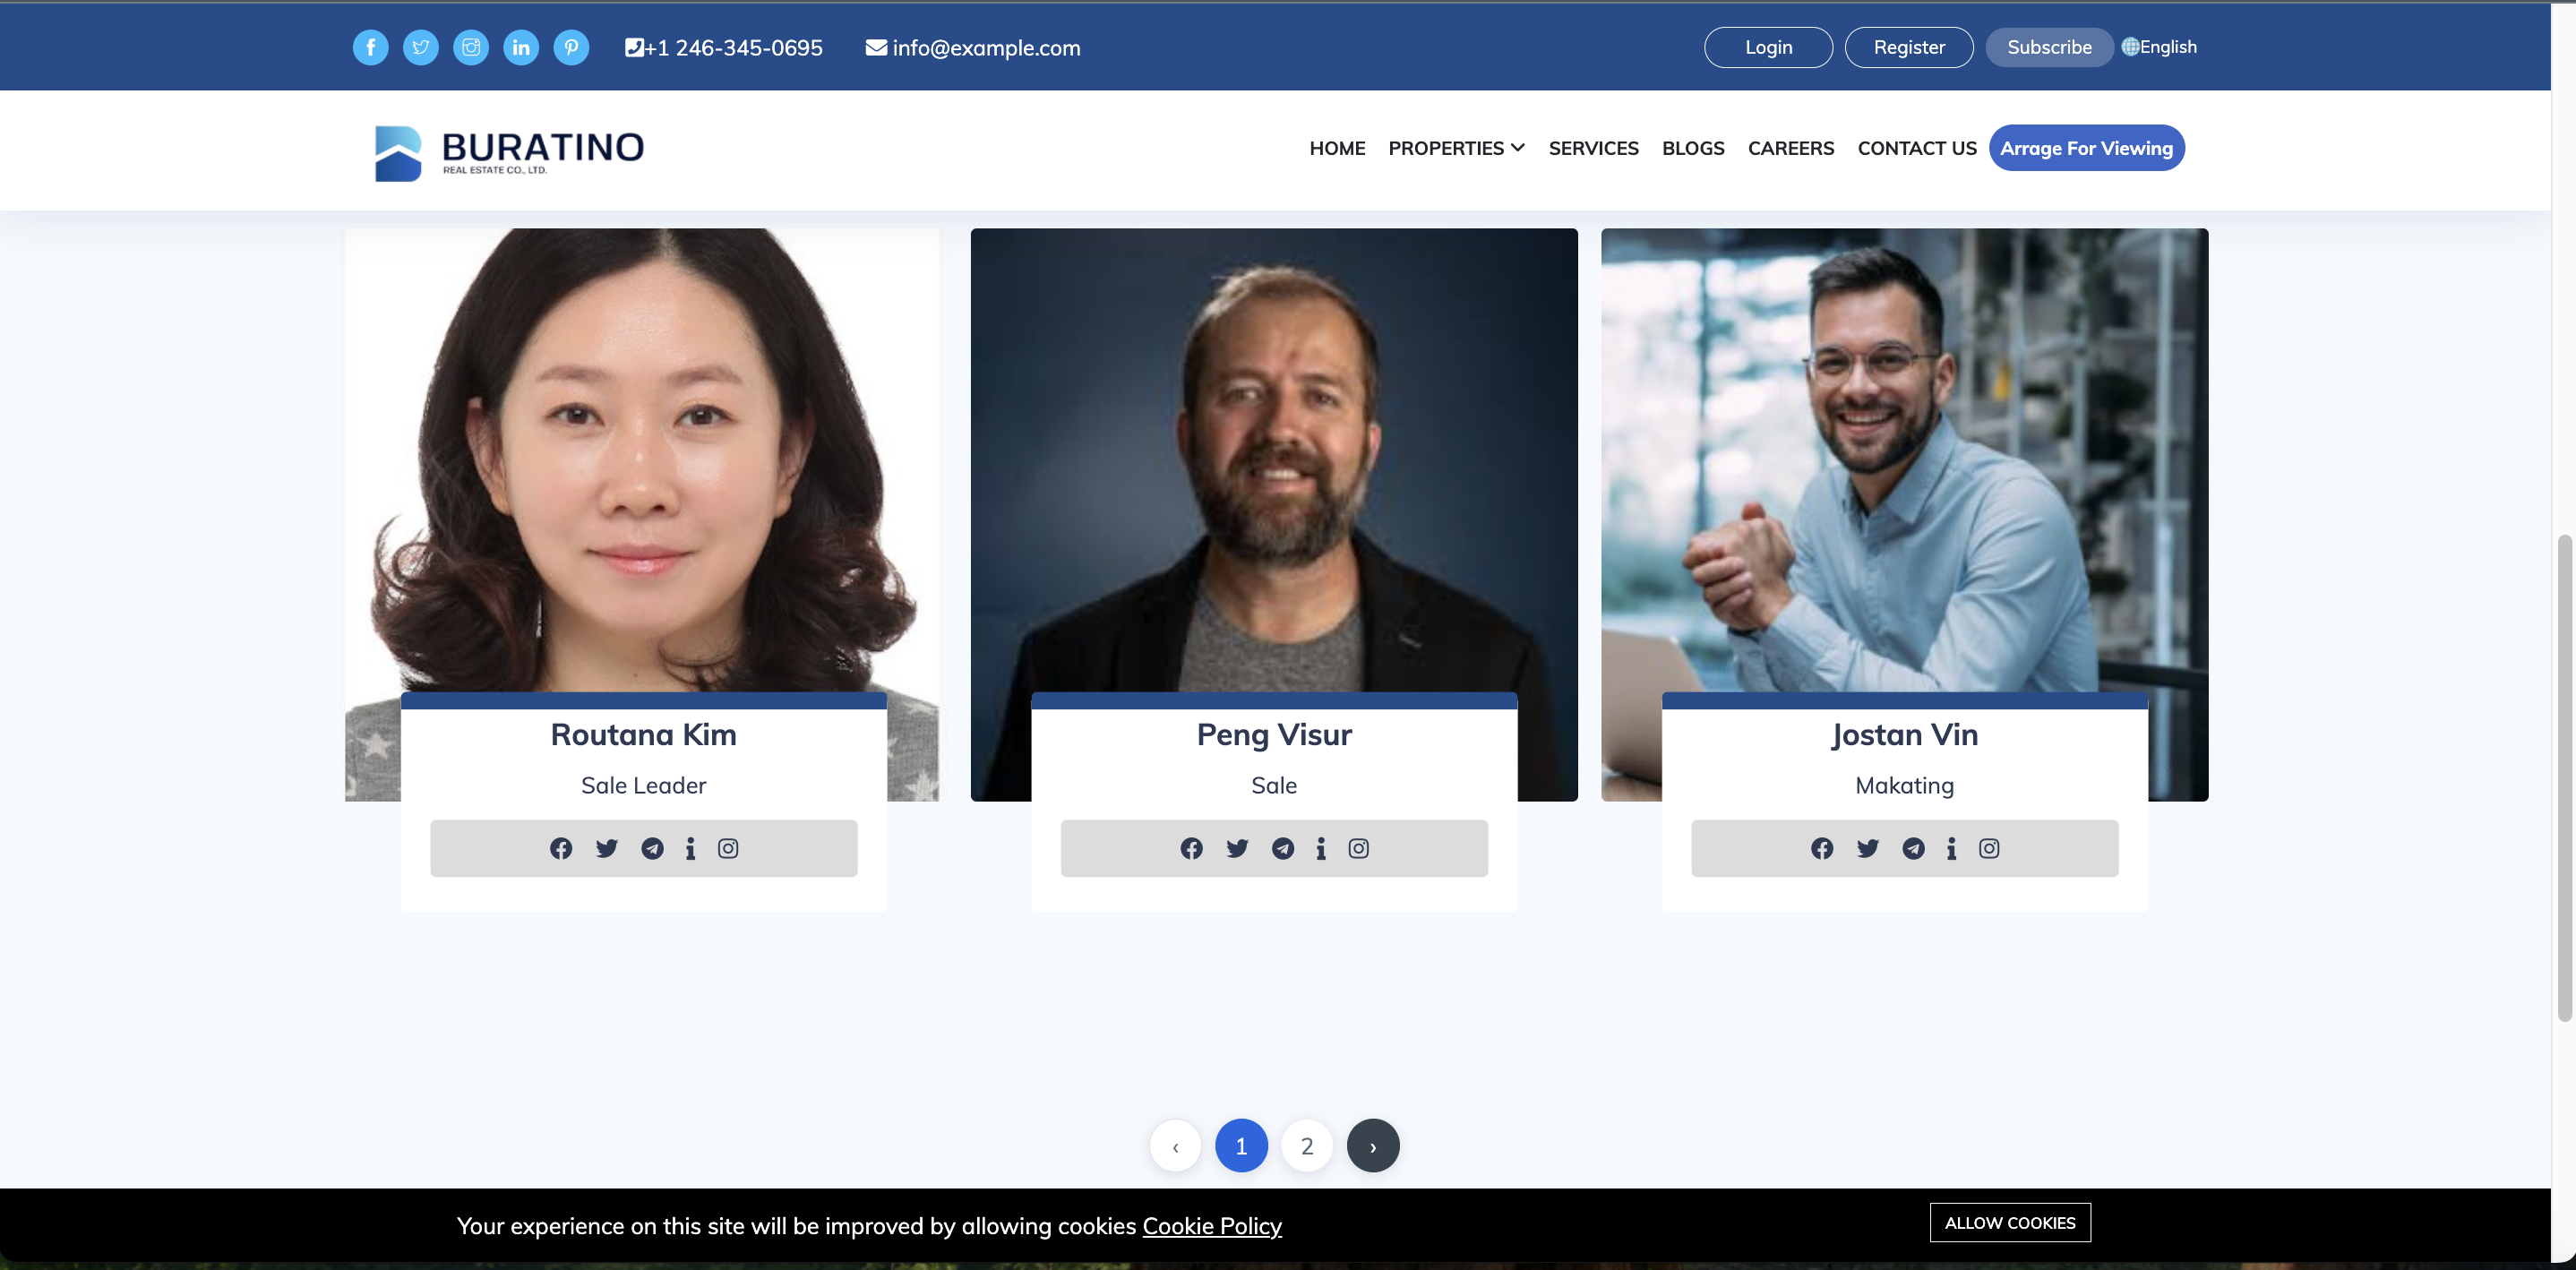 +1 246-345-0695 info@example.com Login Register Subscribe English
BURATINO
REAL ESTATE CO., LTD.
HOME PROPERTIES SERVICES BLOGS CAREERS CONTACT US Arrage For Viewing
Routana Kim
Sale Leader
Peng Visur
Sale
Jostan Vin
Makating
‹ 1 2 ›
Your experience on this site will be improved by allowing cookies Cookie Policy ALLOW COOKIES